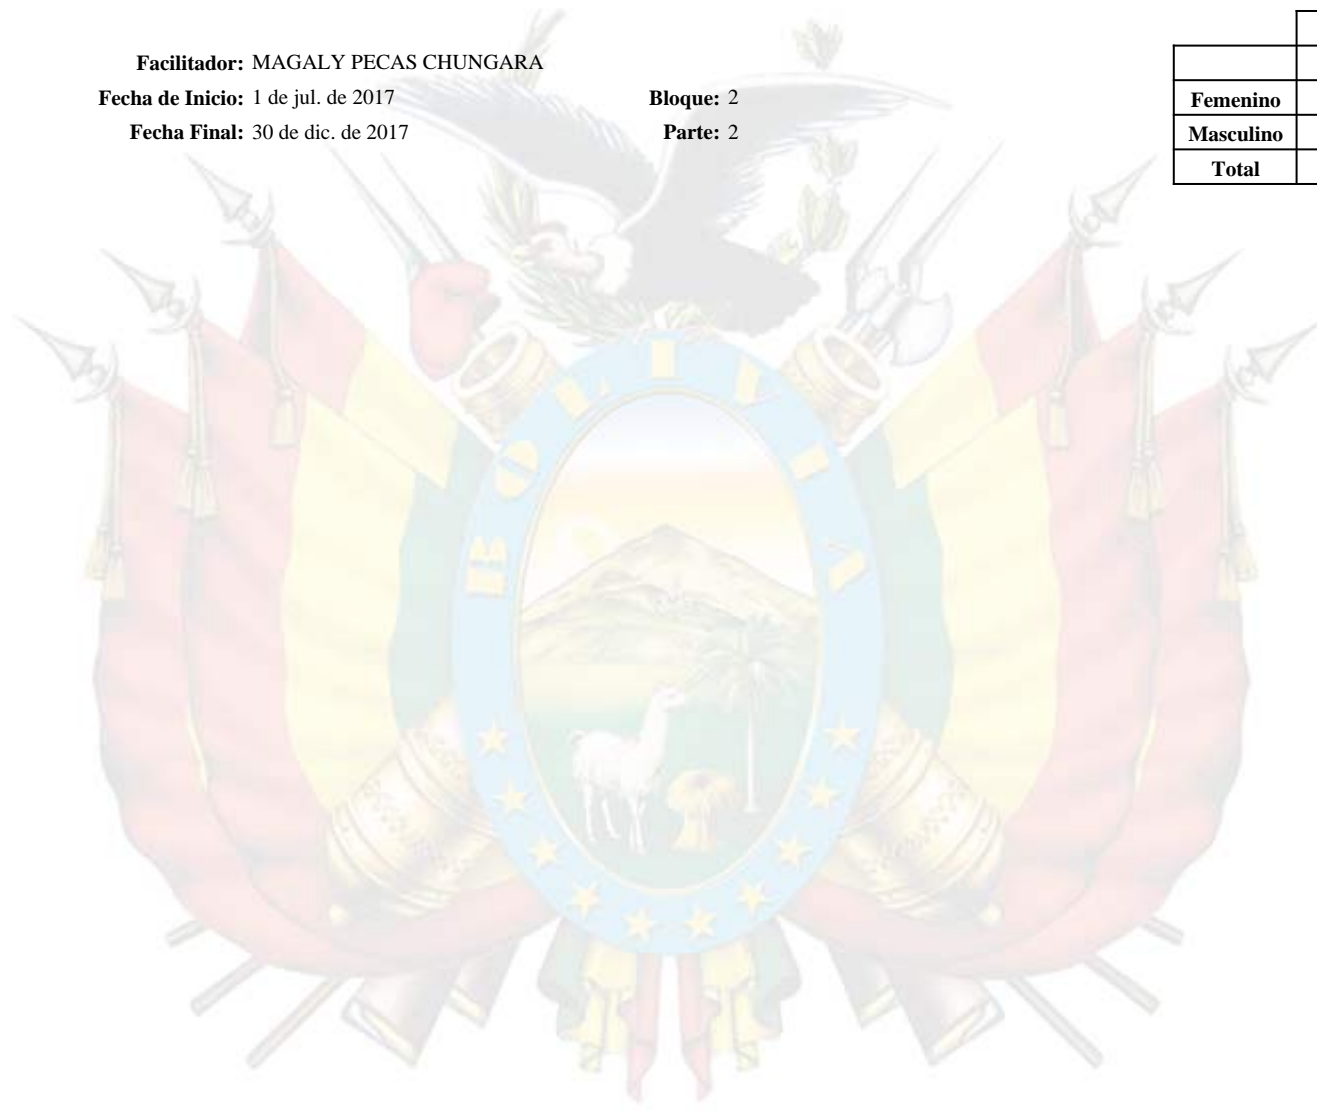 Facilitador: MAGALY PECAS CHUNGARA
Fecha de Inicio: 1 de jul. de 2017 Bloque: 2
Fecha Final: 30 de dic. de 2017 Parte: 2
Femenino
Masculino
Total
BOLIVIA